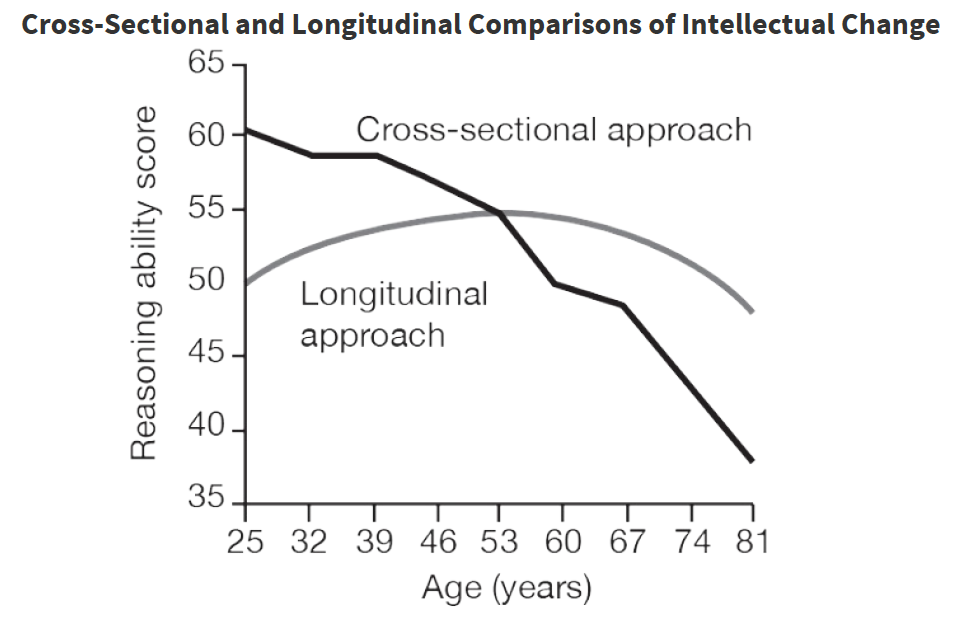 Cross-Sectional and Longitudinal Comparisons of Intellectual Change
65
60
55
50
45
40
35
Reasoning ability score
Cross-sectional approach
Longitudinal
approach
25 32 39 46 53 60 67 74 81
Age (years)